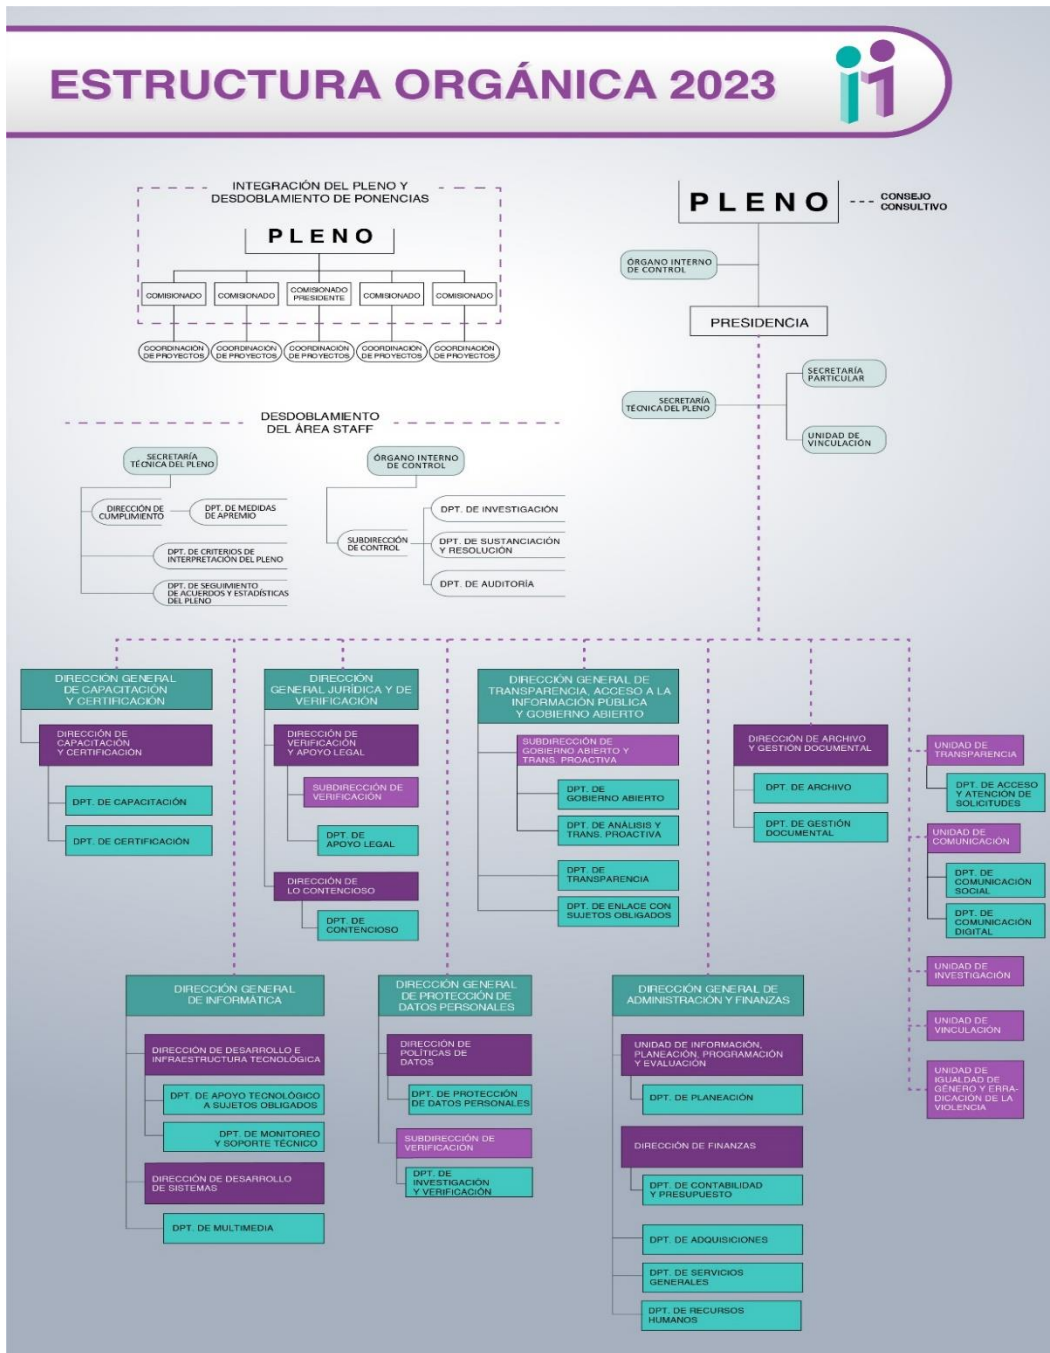 ESTRUCTURA ORGÁNICA 2023
INTEGRACIÓN DEL PLENO Y
DESDOBLAMIENTO DE PONENCIAS
PLENO
COMISIONADO
COMISIONADO
COMISIONADO
PRESIDENTE
COMISIONADO
COMISIONADO
COORDINACIÓN
DE PROYECTOS
COORDINACIÓN
DE PROYECTOS
COORDINACIÓN
DE PROYECTOS
COORDINACIÓN
DE PROYECTOS
COORDINACIÓN
DE PROYECTOS
PLENO
CONSEJO
CONSULTIVO
ÓRGANO INTERNO
DE CONTROL
PRESIDENCIA
SECRETARÍA
PARTICULAR
SECRETARÍA
TÉCNICA DEL PLENO
UNIDAD DE
VINCULACIÓN
DESDOBLAMIENTO
DEL ÁREA STAFF
SECRETARÍA
TÉCNICA DEL PLENO
DIRECCIÓN DE
CUMPLIMIENTO
DPT. DE MEDIDAS
DE APREMIO
DPT. DE CRITERIOS DE
INTERPRETACIÓN DEL PLENO
DPT. DE SEGUIMIENTO
DE ACUERDOS Y ESTADÍSTICAS
DEL PLENO
ÓRGANO INTERNO
DE CONTROL
SUBDIRECCIÓN
DE CONTROL
DPT. DE INVESTIGACIÓN
DPT. DE SUSTANCIACIÓN
Y RESOLUCIÓN
DPT. DE AUDITORÍA
DIRECCIÓN GENERAL
DE CAPACITACIÓN
Y CERTIFICACIÓN
DIRECCIÓN DE
CAPACITACIÓN
Y CERTIFICACIÓN
DPT. DE CAPACITACIÓN
DPT. DE CERTIFICACIÓN
DIRECCIÓN
GENERAL JURÍDICA Y DE
VERIFICACIÓN
DIRECCIÓN DE
VERIFICACIÓN
Y APOYO LEGAL
SUBDIRECCIÓN DE
VERIFICACIÓN
DPT. DE
APOYO LEGAL
DIRECCIÓN DE
LO CONTENCIOSO
DPT. DE
CONTENCIOSO
DIRECCIÓN GENERAL DE
TRANSPARENCIA, ACCESO A LA
INFORMACIÓN PÚBLICA
Y GOBIERNO ABIERTO
SUBDIRECCIÓN DE
GOBIERNO ABIERTO Y
TRANS. PROACTIVA
DPT. DE
GOBIERNO ABIERTO
DPT. DE ANÁLISIS Y
TRANS. PROACTIVA
DPT. DE
TRANSPARENCIA
DPT. DE ENLACE CON
SUJETOS OBLIGADOS
DIRECCIÓN DE ARCHIVO
Y GESTIÓN DOCUMENTAL
DPT. DE ARCHIVO
DPT. DE GESTIÓN
DOCUMENTAL
UNIDAD DE
TRANSPARENCIA
DPT. DE ACCESO
Y ATENCIÓN DE
SOLICITUDES
UNIDAD DE
COMUNICACIÓN
DPT. DE
COMUNICACIÓN
SOCIAL
DPT. DE
COMUNICACIÓN
DIGITAL
UNIDAD DE
INVESTIGACIÓN
UNIDAD DE
VINCULACIÓN
UNIDAD DE
IGUALDAD DE
GÉNERO Y ERRA-
DICACIÓN DE LA
VIOLENCIA
DIRECCIÓN GENERAL
DE INFORMÁTICA
DIRECCIÓN DE DESARROLLO E
INFRAESTRUCTURA TECNOLÓGICA
DPT. DE APOYO TECNOLÓGICO
A SUJETOS OBLIGADOS
DPT. DE MONITOREO
Y SOPORTE TÉCNICO
DIRECCIÓN DE DESARROLLO
DE SISTEMAS
DPT. DE MULTIMEDIA
DIRECCIÓN GENERAL
DE PROTECCIÓN DE
DATOS PERSONALES
DIRECCIÓN DE
POLÍTICAS DE
DATOS
DPT. DE PROTECCIÓN
DE DATOS PERSONALES
SUBDIRECCIÓN DE
VERIFICACIÓN
DPT. DE
INVESTIGACIÓN
Y VERIFICACIÓN
DIRECCIÓN GENERAL DE
ADMINISTRACIÓN Y FINANZAS
UNIDAD DE INFORMACIÓN,
PLANEACIÓN, PROGRAMACIÓN
Y EVALUACIÓN
DPT. DE PLANEACIÓN
DIRECCIÓN DE FINANZAS
DPT. DE CONTABILIDAD
Y PRESUPUESTO
DPT. DE ADQUISICIONES
DPT. DE SERVICIOS
GENERALES
DPT. DE RECURSOS
HUMANOS